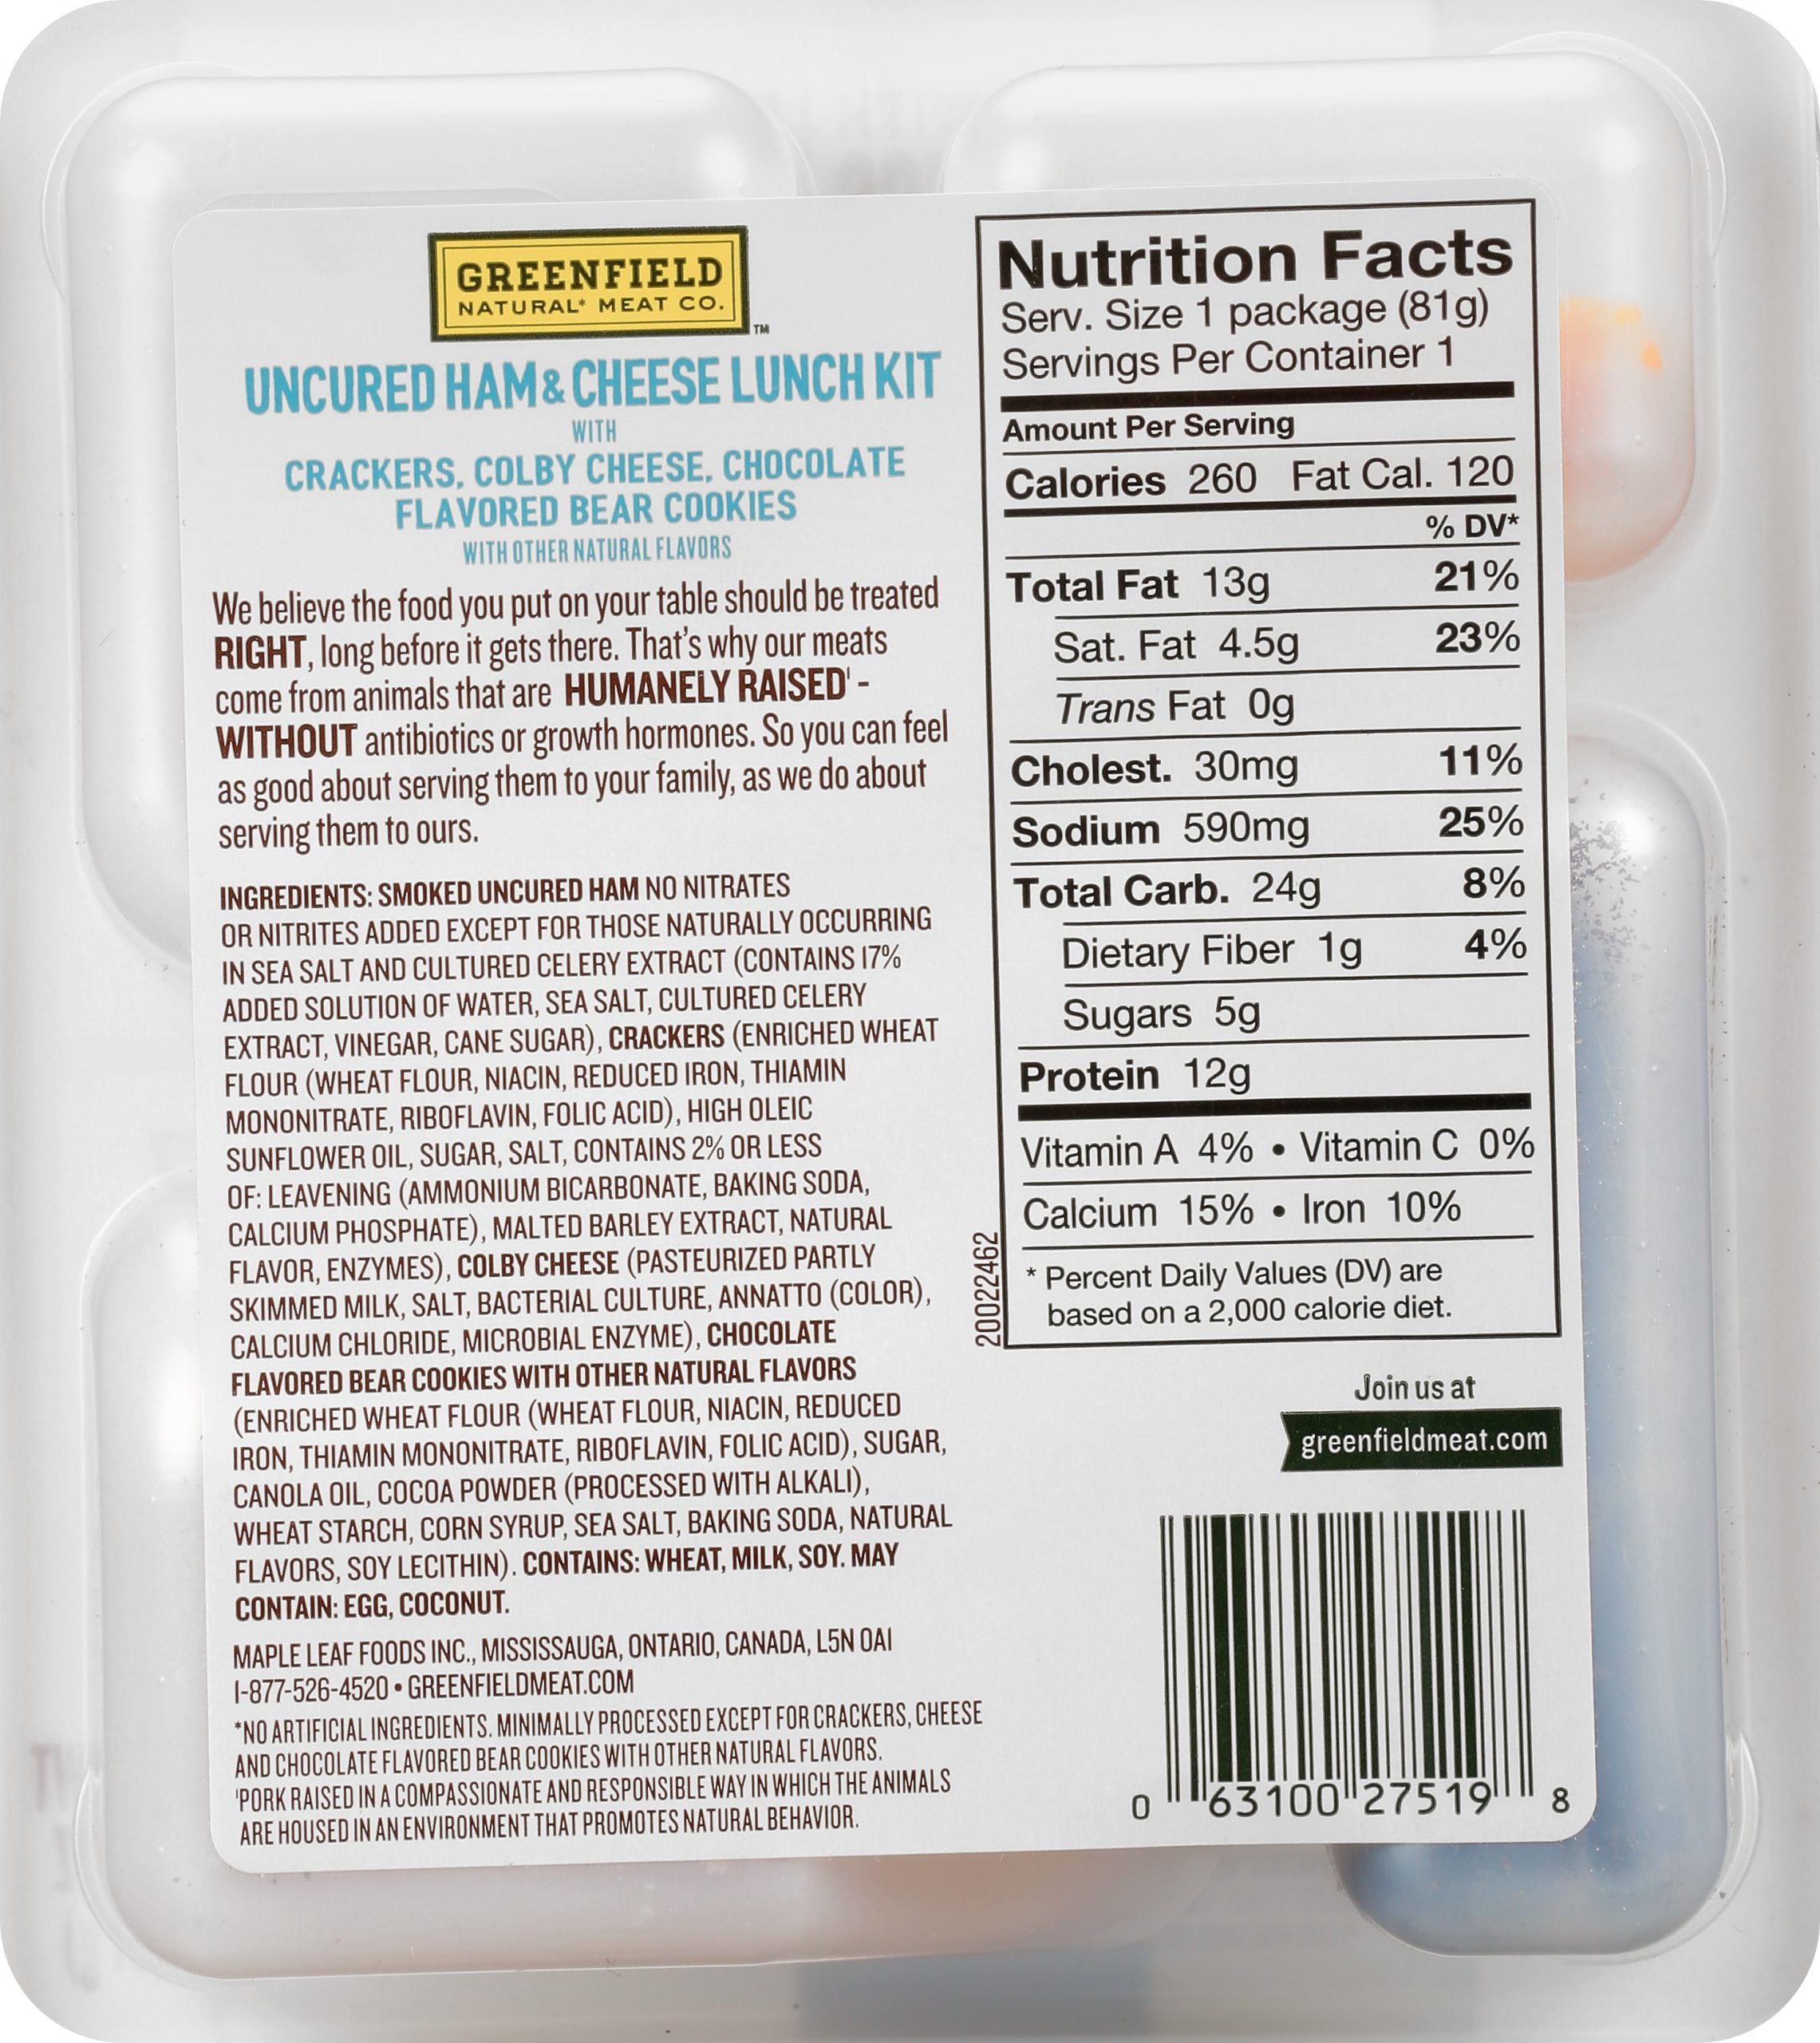 GREENFIELD
NATURAL* MEAT CO.
TM
UNCURED HAM & CHEESE LUNCH KIT
WITH
CRACKERS, COLBY CHEESE, CHOCOLATE
FLAVORED BEAR COOKIES
WITH OTHER NATURAL FLAVORS
We believe the food you put on your table should be treated
RIGHT, long before it gets there. That's why our meats
come from animals that are HUMANELY RAISED¹ -
WITHOUT antibiotics or growth hormones. So you can feel
as good about serving them to your family, as we do about
serving them to ours.
INGREDIENTS: SMOKED UNCURED HAM NO NITRATES
OR NITRITES ADDED EXCEPT FOR THOSE NATURALLY OCCURRING
IN SEA SALT AND CULTURED CELERY EXTRACT (CONTAINS 17%
ADDED SOLUTION OF WATER, SEA SALT, CULTURED CELERY
EXTRACT, VINEGAR, CANE SUGAR), CRACKERS (ENRICHED WHEAT
FLOUR (WHEAT FLOUR, NIACIN, REDUCED IRON, THIAMIN
MONONITRATE, RIBOFLAVIN, FOLIC ACID), HIGH OLEIC
SUNFLOWER OIL, SUGAR, SALT, CONTAINS 2% OR LESS
OF: LEAVENING (AMMONIUM BICARBONATE, BAKING SODA,
CALCIUM PHOSPHATE), MALTED BARLEY EXTRACT, NATURAL
FLAVOR, ENZYMES), COLBY CHEESE (PASTEURIZED PARTLY
SKIMMED MILK, SALT, BACTERIAL CULTURE, ANNATTO (COLOR),
CALCIUM CHLORIDE, MICROBIAL ENZYME), CHOCOLATE
FLAVORED BEAR COOKIES WITH OTHER NATURAL FLAVORS
(ENRICHED WHEAT FLOUR (WHEAT FLOUR, NIACIN, REDUCED
IRON, THIAMIN MONONITRATE, RIBOFLAVIN, FOLIC ACID), SUGAR,
CANOLA OIL, COCOA POWDER (PROCESSED WITH ALKALI),
WHEAT STARCH, CORN SYRUP, SEA SALT, BAKING SODA, NATURAL
FLAVORS, SOY LECITHIN). CONTAINS: WHEAT, MILK, SOY. MAY
CONTAIN: EGG, COCONUT.
MAPLE LEAF FOODS INC., MISSISSAUGA, ONTARIO, CANADA, L5N 0A1
1-877-526-4520 • GREENFIELDMEAT.COM
*NO ARTIFICIAL INGREDIENTS. MINIMALLY PROCESSED EXCEPT FOR CRACKERS, CHEESE
AND CHOCOLATE FLAVORED BEAR COOKIES WITH OTHER NATURAL FLAVORS.
¹PORK RAISED IN A COMPASSIONATE AND RESPONSIBLE WAY IN WHICH THE ANIMALS
ARE HOUSED IN AN ENVIRONMENT THAT PROMOTES NATURAL BEHAVIOR.
Nutrition Facts
Serv. Size 1 package (81g)
Servings Per Container 1
Amount Per Serving
Calories 260 Fat Cal. 120
% DV*
Total Fat 13g 21%
Sat. Fat 4.5g 23%
Trans Fat 0g
Cholest. 30mg 11%
Sodium 590mg 25%
Total Carb. 24g 8%
Dietary Fiber 1g 4%
Sugars 5g
Protein 12g
Vitamin A 4% • Vitamin C 0%
Calcium 15% • Iron 10%
* Percent Daily Values (DV) are
based on a 2,000 calorie diet.
20022462
Join us at
greenfieldmeat.com
0 63100 27519 8